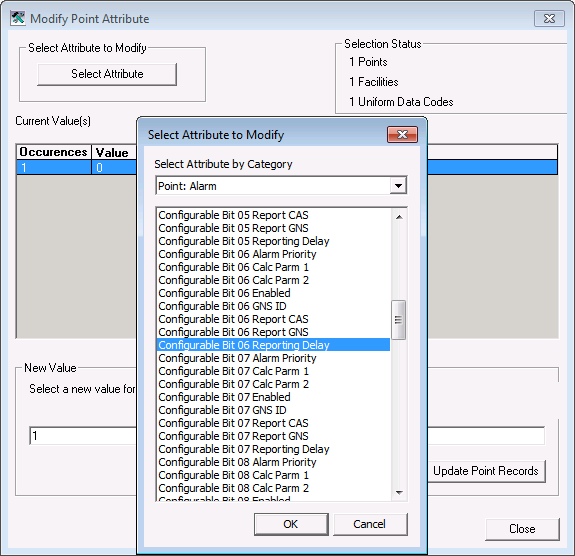 Modify Point Attribute
Select Attribute to Modify
Select Attribute
Selection Status
1 Points
1 Facilities
1 Uniform Data Codes
Current Value(s)
Occurences Value
1 0
Select Attribute to Modify
Select Attribute by Category
Point: Alarm
Configurable Bit 05 Report CAS
Configurable Bit 05 Report GNS
Configurable Bit 05 Reporting Delay
Configurable Bit 06 Alarm Priority
Configurable Bit 06 Calc Parm 1
Configurable Bit 06 Calc Parm 2
Configurable Bit 06 Enabled
Configurable Bit 06 GNS ID
Configurable Bit 06 Report CAS
Configurable Bit 06 Report GNS
Configurable Bit 06 Reporting Delay
Configurable Bit 07 Alarm Priority
Configurable Bit 07 Calc Parm 1
Configurable Bit 07 Calc Parm 2
Configurable Bit 07 Enabled
Configurable Bit 07 GNS ID
Configurable Bit 07 Report CAS
Configurable Bit 07 Report GNS
Configurable Bit 07 Reporting Delay
Configurable Bit 08 Alarm Priority
Configurable Bit 08 Calc Parm 1
Configurable Bit 08 Calc Parm 2
Configurable Bit 08 Enabled
OK
Cancel
New Value
Select a new value for
1
Update Point Records
Close